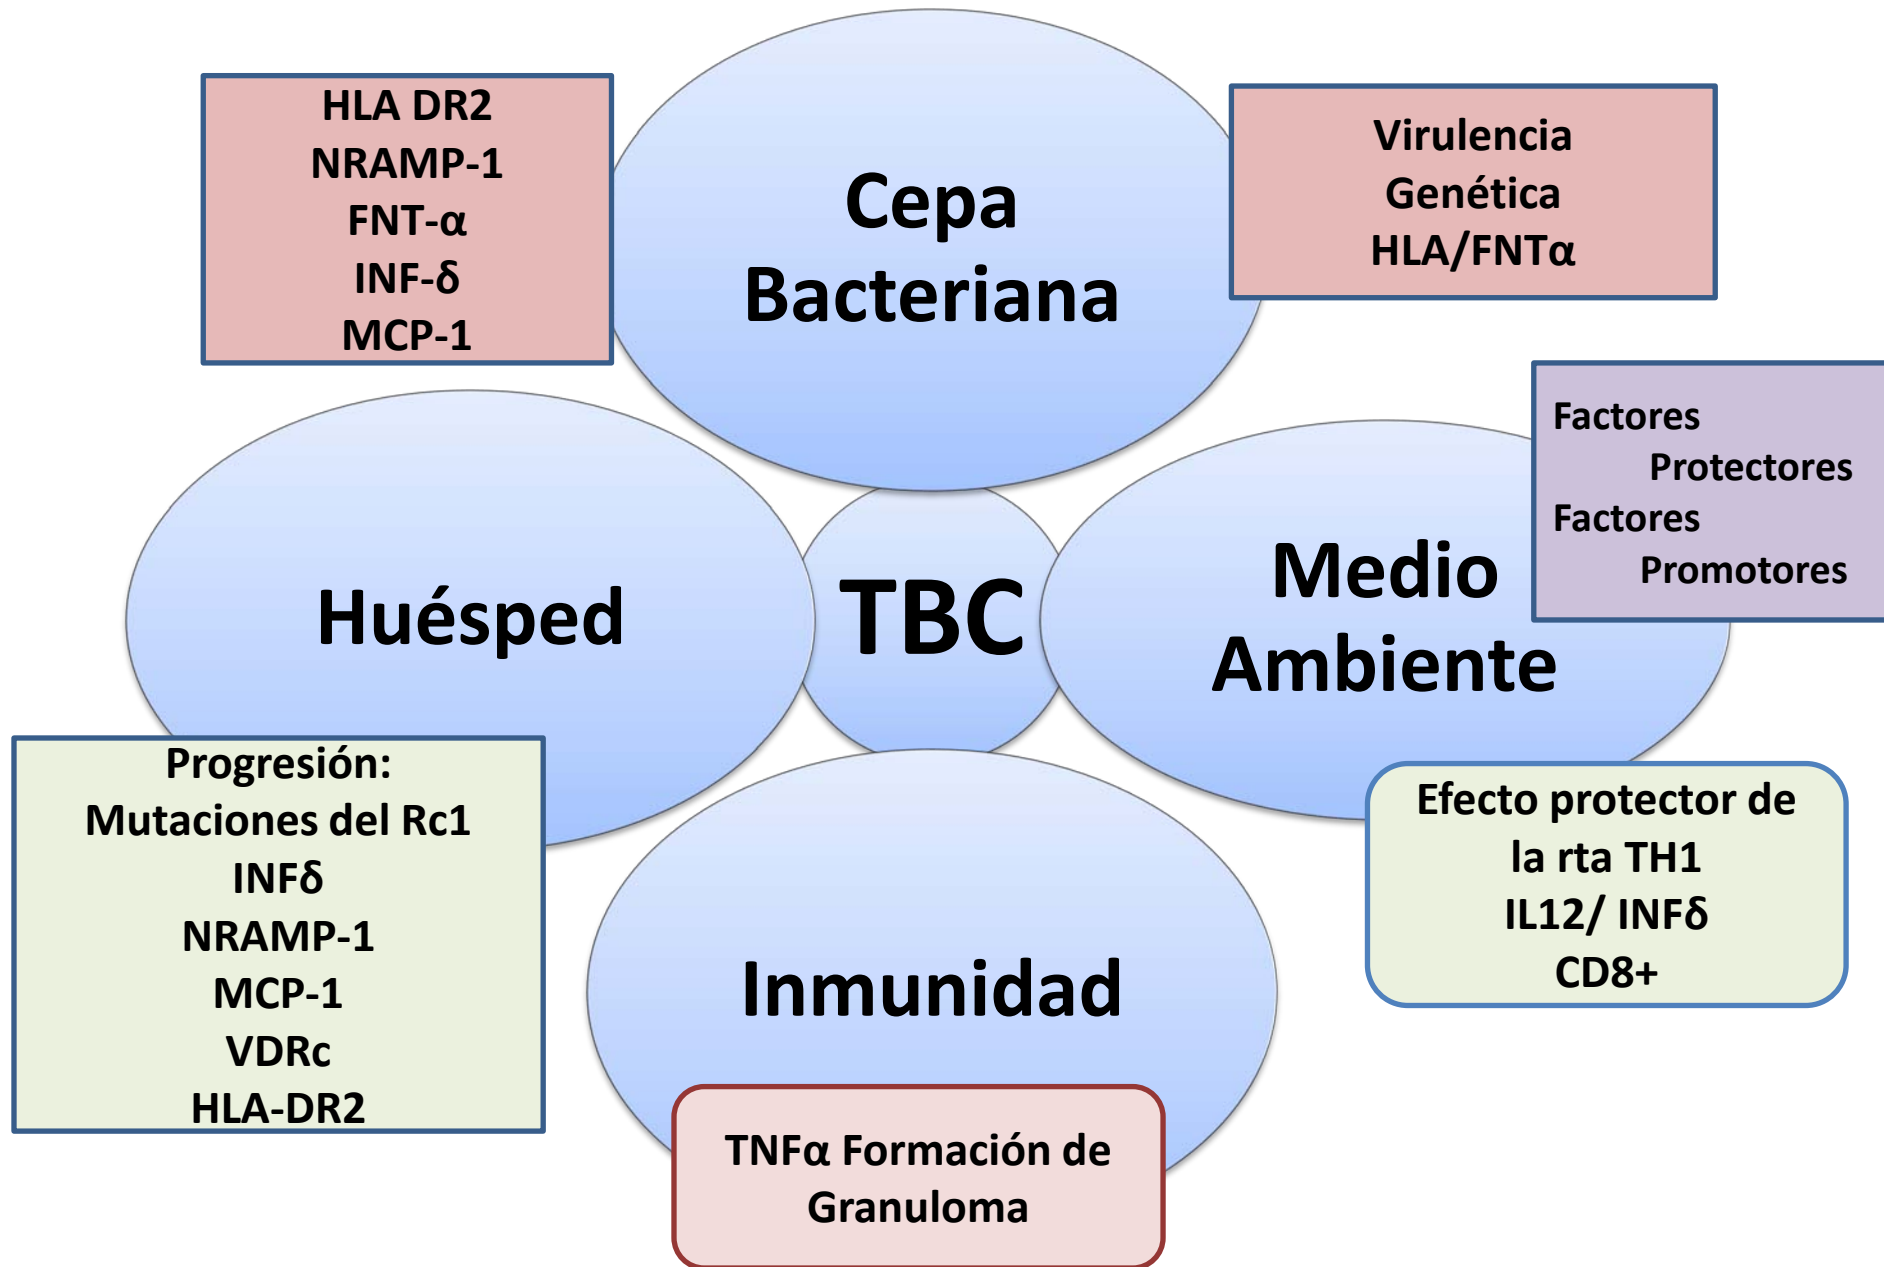 HLA DR2
NRAMP-1
FNT-α
INF-δ
MCP-1
Cepa
Bacteriana
Virulencia
Genética
HLA/FNTα
Factores
Protectores
Factores
Promotores
Huésped
TBC
Medio
Ambiente
Progresión:
Mutaciones del Rc1
INFδ
NRAMP-1
MCP-1
VDRc
HLA-DR2
Inmunidad
TNFα Formación de
Granuloma
Efecto protector de
la rta TH1
IL12/ INFδ
CD8+